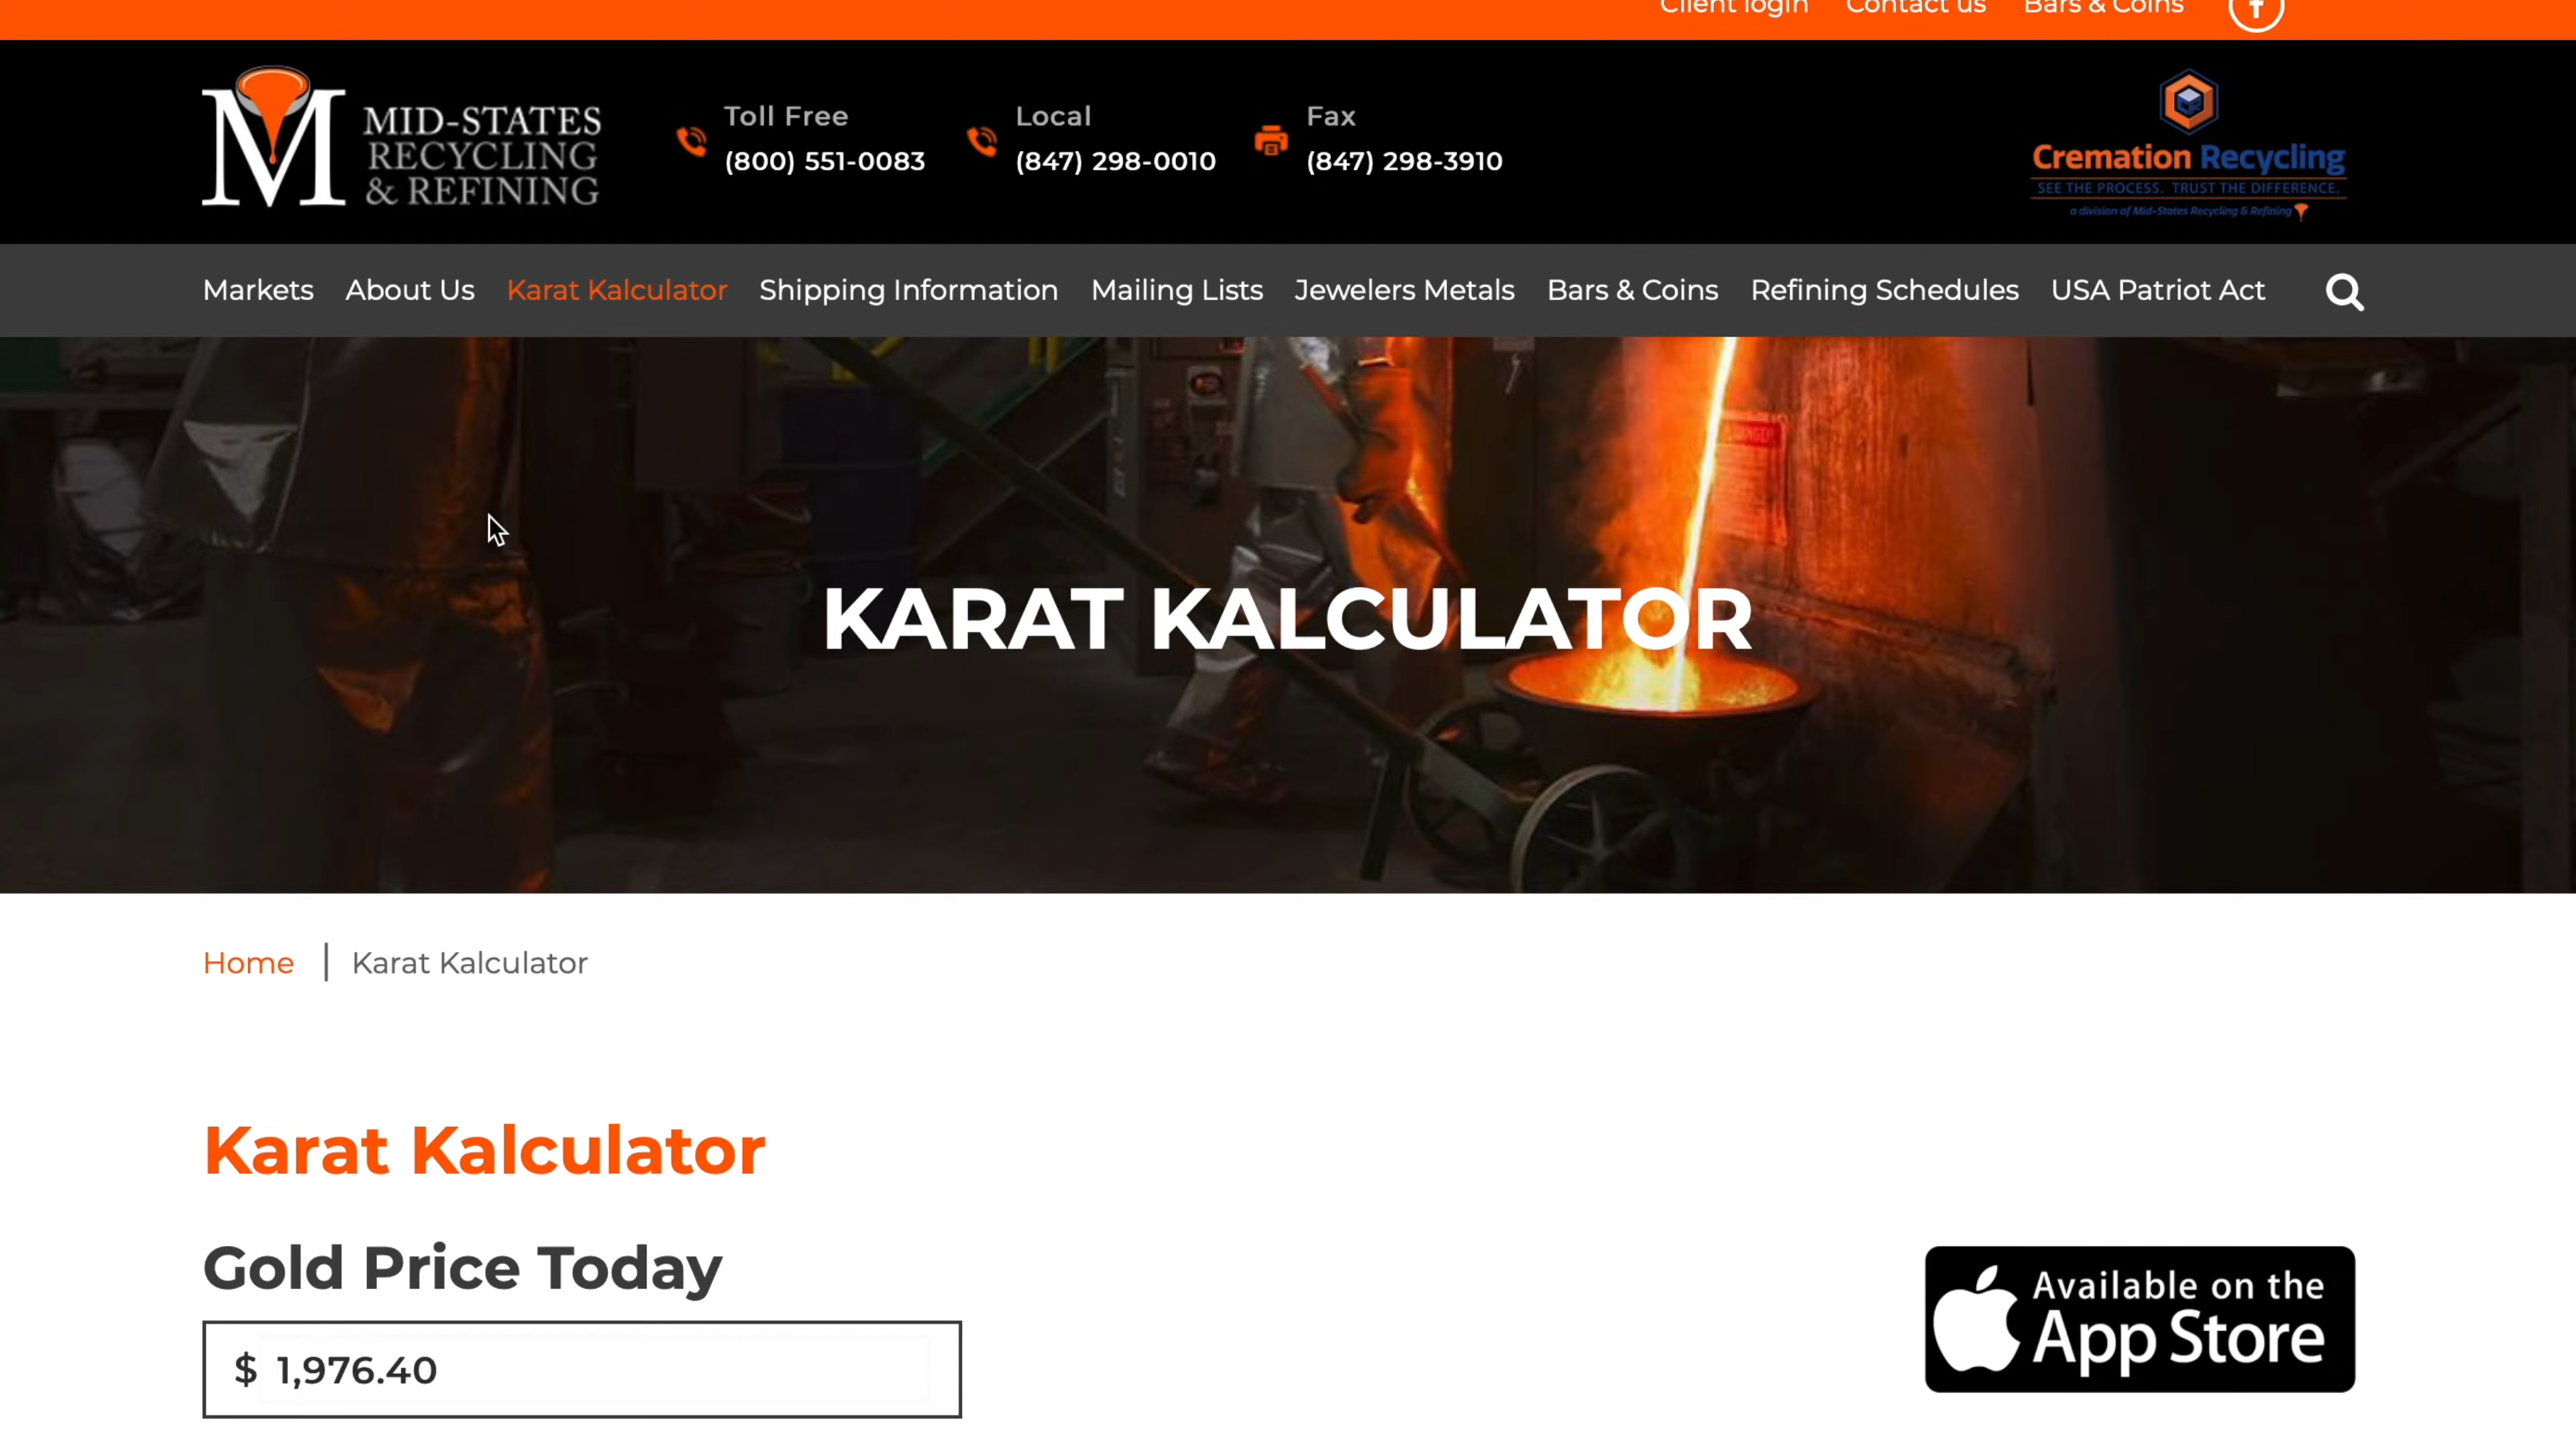 Client login Contact us Bars & Coins
MID-STATES
RECYCLING
& REFINING
Toll Free
(800) 551-0083
Local
(847) 298-0010
Fax
(847) 298-3910
Cremation Recycling
SEE THE PROCESS. TRUST THE DIFFERENCE.
a division of Mid-States Recycling & Refining
Markets About Us Karat Kalculator Shipping Information Mailing Lists Jewelers Metals Bars & Coins Refining Schedules USA Patriot Act
KARAT KALCULATOR
Home | Karat Kalculator
Karat Kalculator
Gold Price Today
$ 1,976.40
Available on the
App Store